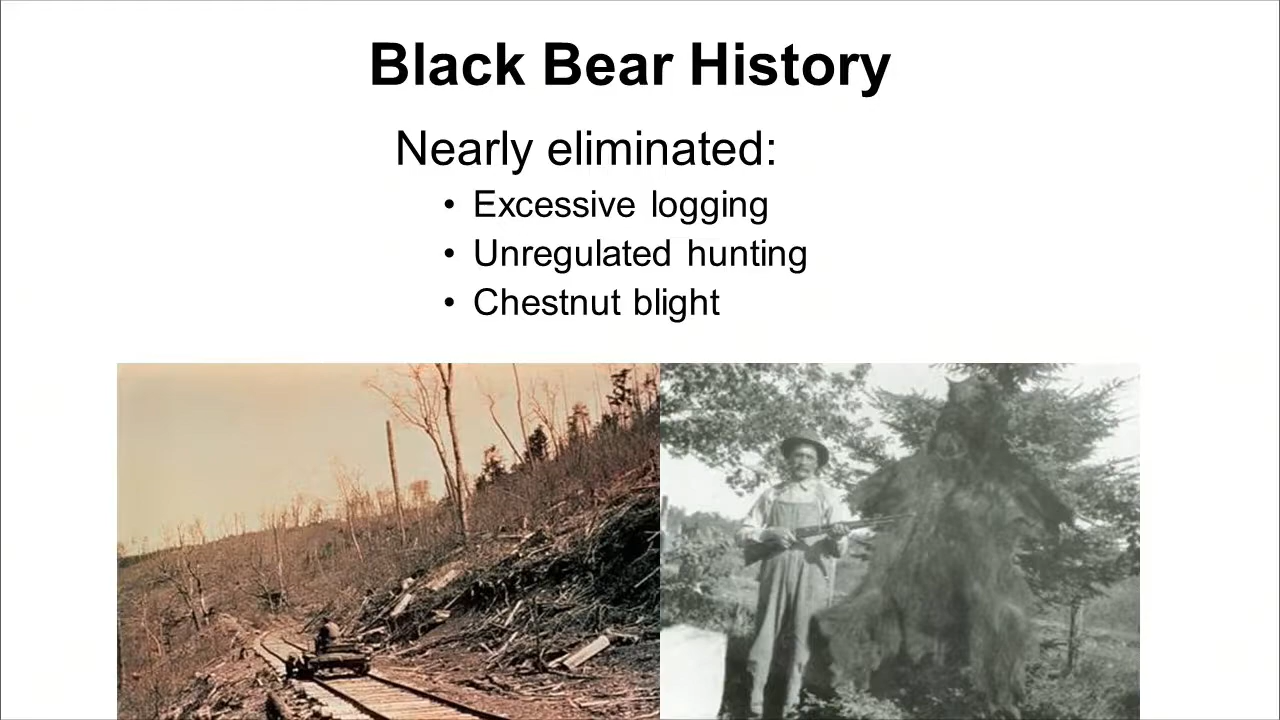 Black Bear History
Nearly eliminated:
• Excessive logging
• Unregulated hunting
• Chestnut blight